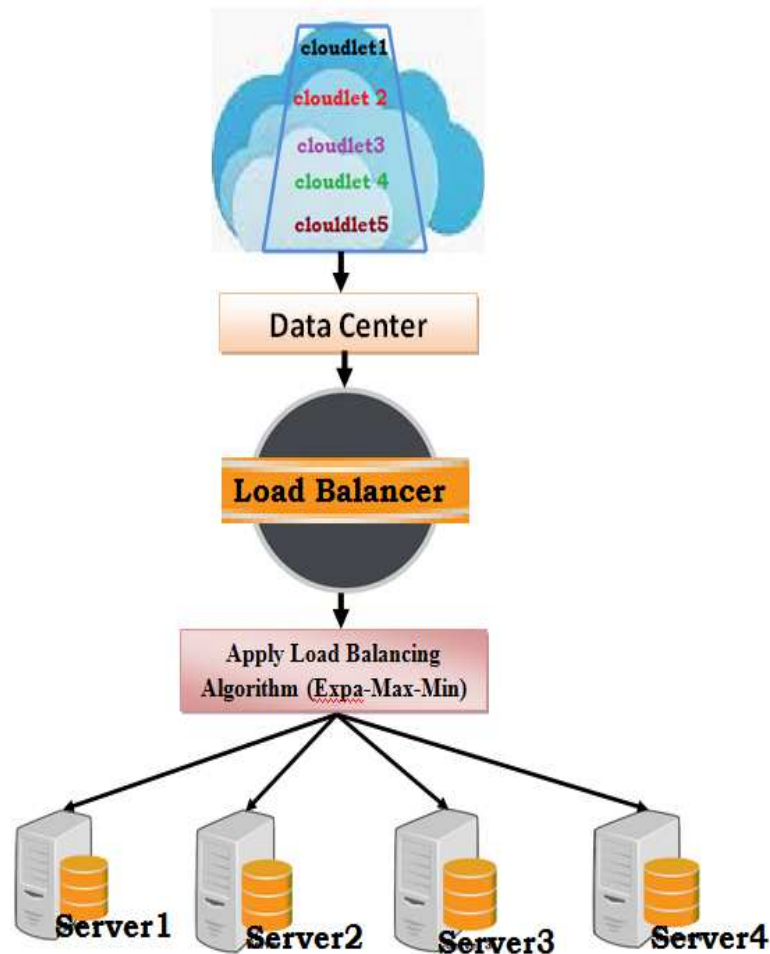 cloudlet1
cloudlet 2
cloudlet3
cloudlet 4
clouldlet5
Data Center
Load Balancer
Apply Load Balancing
Algorithm (Expa-Max-Min)
Server1
Server2
Server3
Server4